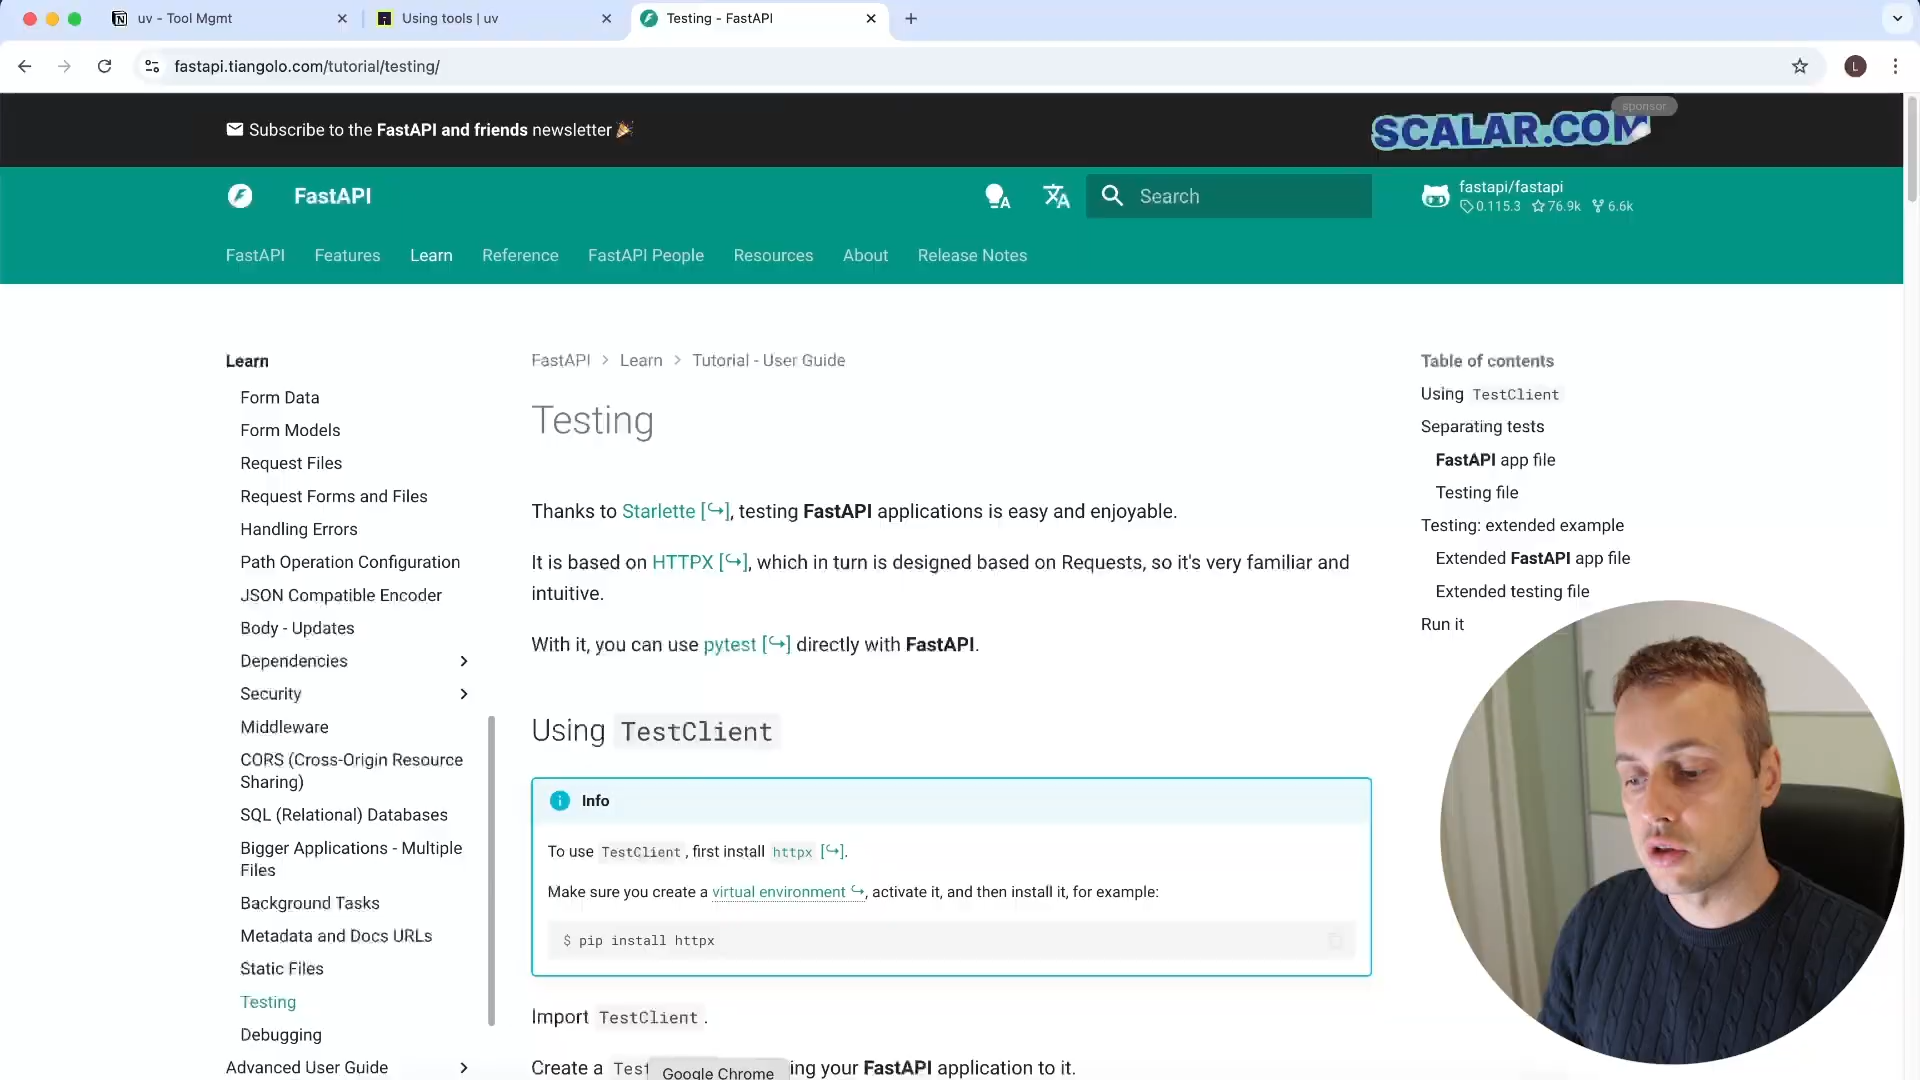 uv - Tool Mgmt
Using tools | uv
Testing - FastAPI
fastapi.tiangolo.com/tutorial/testing/
L
Subscribe to the FastAPI and friends newsletter 🎉
sponsor
SCALAR.COM
FastAPI
Search
fastapi/fastapi
0.115.3 76.9k 6.6k
FastAPI Features Learn Reference FastAPI People Resources About Release Notes
Learn
Form Data
Form Models
Request Files
Request Forms and Files
Handling Errors
Path Operation Configuration
JSON Compatible Encoder
Body - Updates
Dependencies
Security
Middleware
CORS (Cross-Origin Resource
Sharing)
SQL (Relational) Databases
Bigger Applications - Multiple
Files
Background Tasks
Metadata and Docs URLs
Static Files
Testing
Debugging
Advanced User Guide
FastAPI > Learn > Tutorial - User Guide
Testing
Thanks to Starlette [↪], testing FastAPI applications is easy and enjoyable.
It is based on HTTPX [↪], which in turn is designed based on Requests, so it's very familiar and
intuitive.
With it, you can use pytest [↪] directly with FastAPI.
Using TestClient
Info
To use TestClient, first install httpx [↪].
Make sure you create a virtual environment ↪, activate it, and then install it, for example:
$ pip install httpx
Import TestClient.
Create a Test
Google Chrome
ing your FastAPI application to it.
Table of contents
Using TestClient
Separating tests
FastAPI app file
Testing file
Testing: extended example
Extended FastAPI app file
Extended testing file
Run it